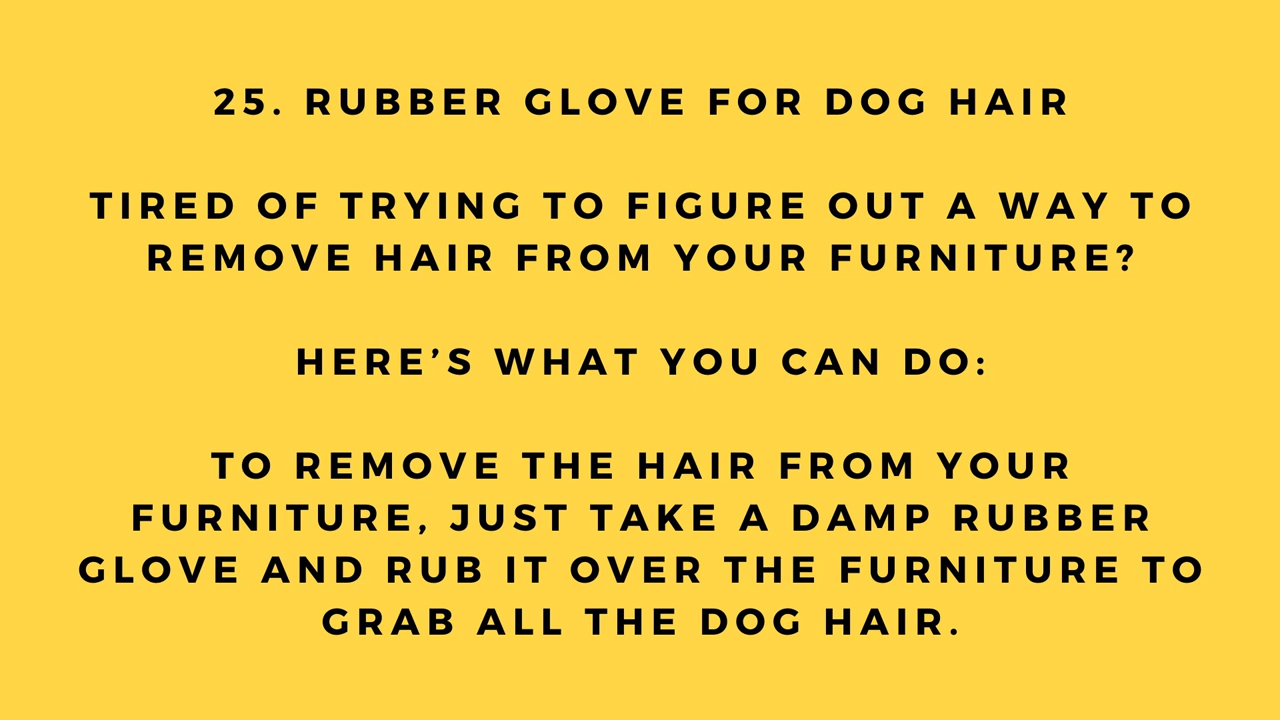 25. RUBBER GLOVE FOR DOG HAIR
TIRED OF TRYING TO FIGURE OUT A WAY TO
REMOVE HAIR FROM YOUR FURNITURE?
HERE’S WHAT YOU CAN DO:
TO REMOVE THE HAIR FROM YOUR
FURNITURE, JUST TAKE A DAMP RUBBER
GLOVE AND RUB IT OVER THE FURNITURE TO
GRAB ALL THE DOG HAIR.